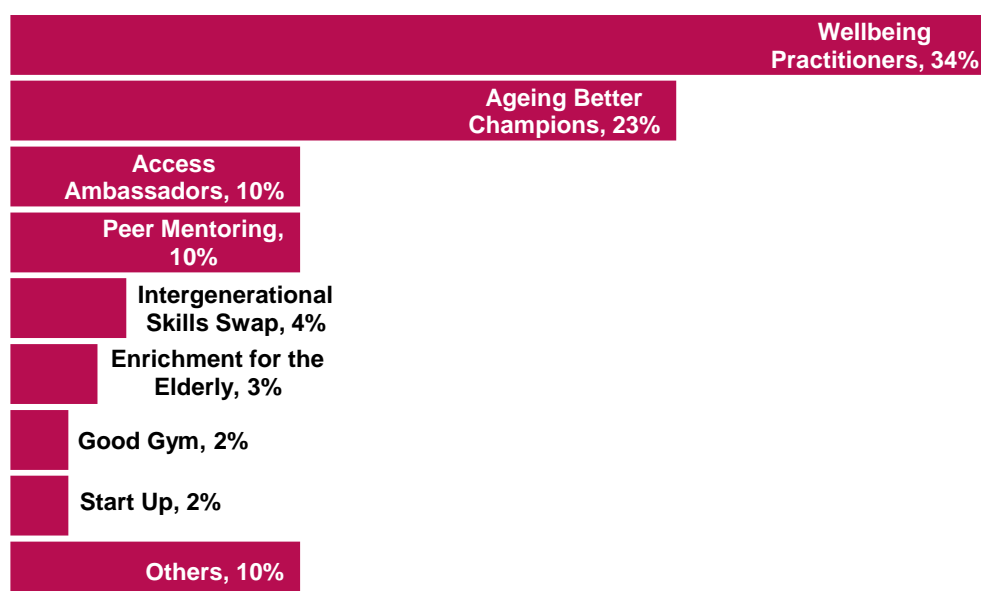 Wellbeing
Practitioners, 34%
Ageing Better
Champions, 23%
Access
Ambassadors, 10%
Peer Mentoring,
10%
Intergenerational
Skills Swap, 4%
Enrichment for the
Elderly, 3%
Good Gym, 2%
Start Up, 2%
Others, 10%